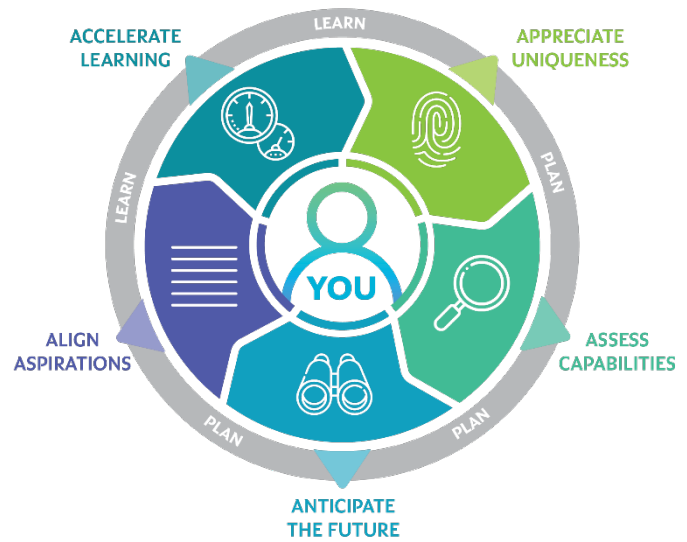 LEARN
ACCELERATE
LEARNING
APPRECIATE
UNIQUENESS
PLAN
LEARN
YOU
ALIGN
ASPIRATIONS
ASSESS
CAPABILITIES
PLAN
PLAN
ANTICIPATE
THE FUTURE